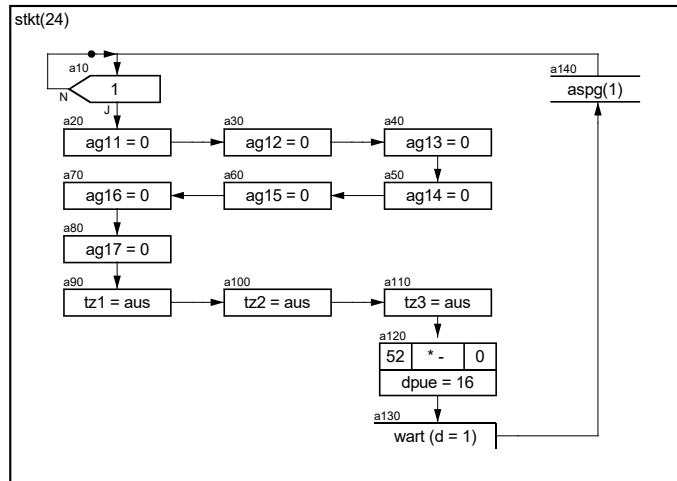 stkt(24)
a10
1
N
J
a140
aspg(1)
a20
ag11 = 0
a30
ag12 = 0
a40
ag13 = 0
a70
ag16 = 0
a60
ag15 = 0
a50
ag14 = 0
a80
ag17 = 0
a90
tz1 = aus
a100
tz2 = aus
a110
tz3 = aus
a120
52 * - 0
dpue = 16
a130
wart (d = 1)